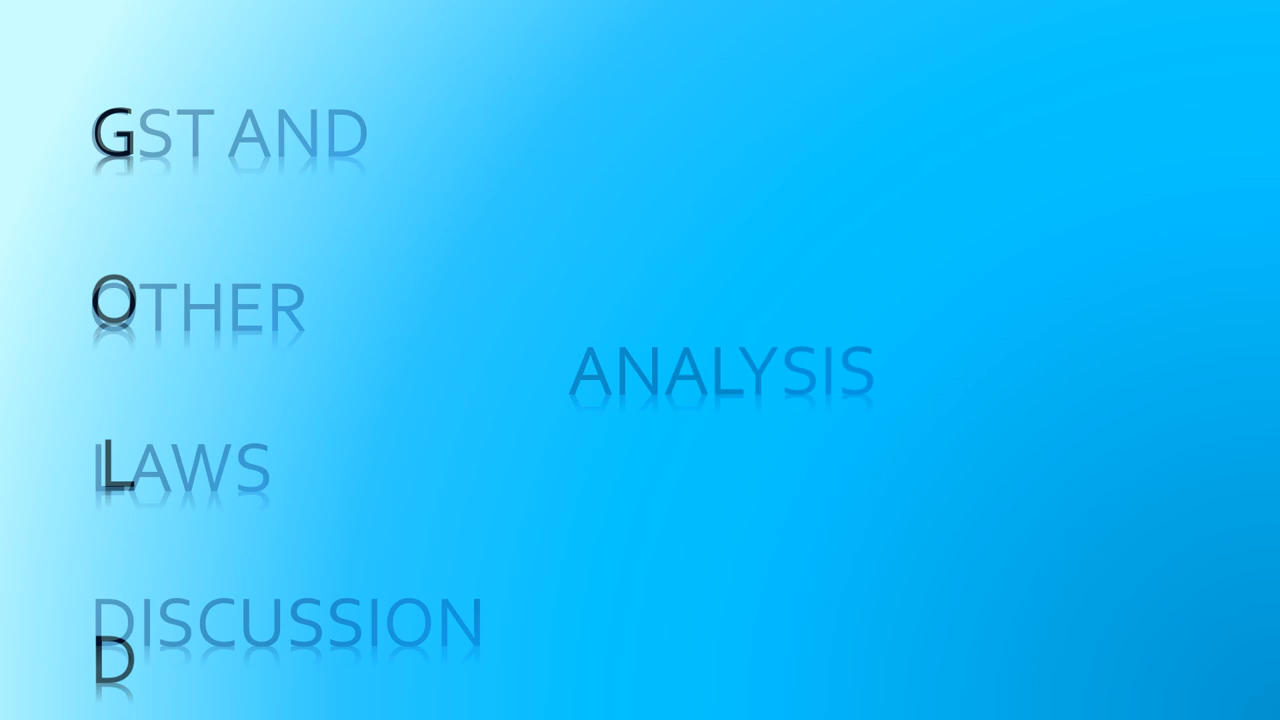 GST AND
OTHER
ANALYSIS
LAWS
DISCUSSION
D